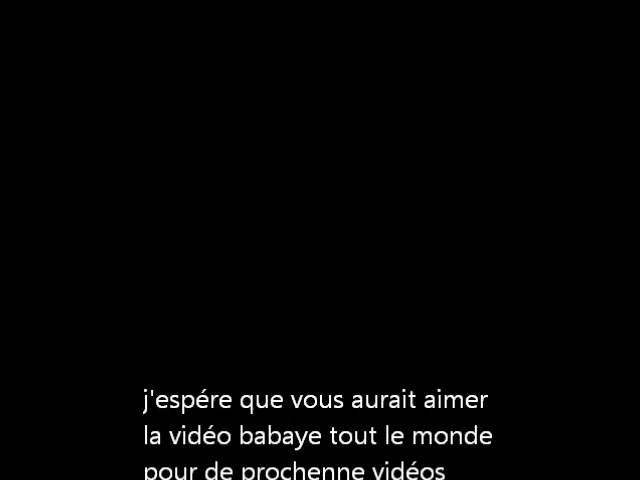 j'espére que vous aurait aimer
la vidéo babaye tout le monde
pour de prochenne vidéos